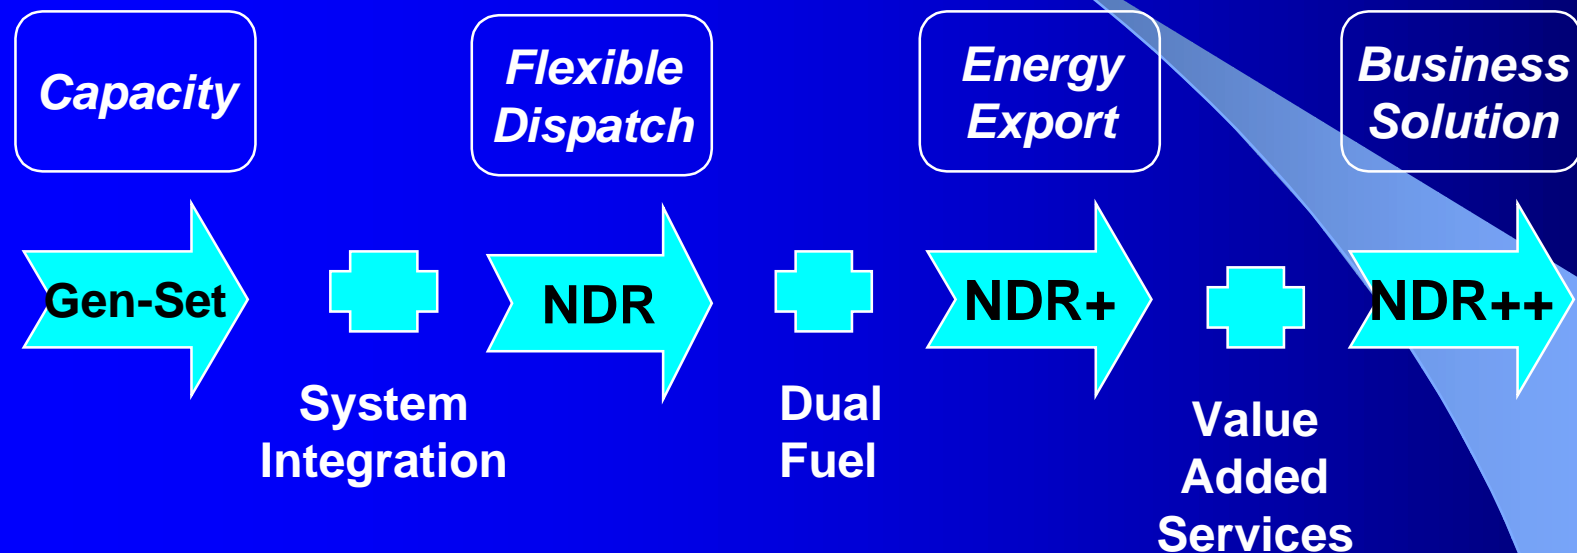 Capacity
Flexible
Dispatch
Energy
Export
Business
Solution
Gen-Set
NDR
NDR+
NDR++
System
Integration
Dual
Fuel
Value
Added
Services